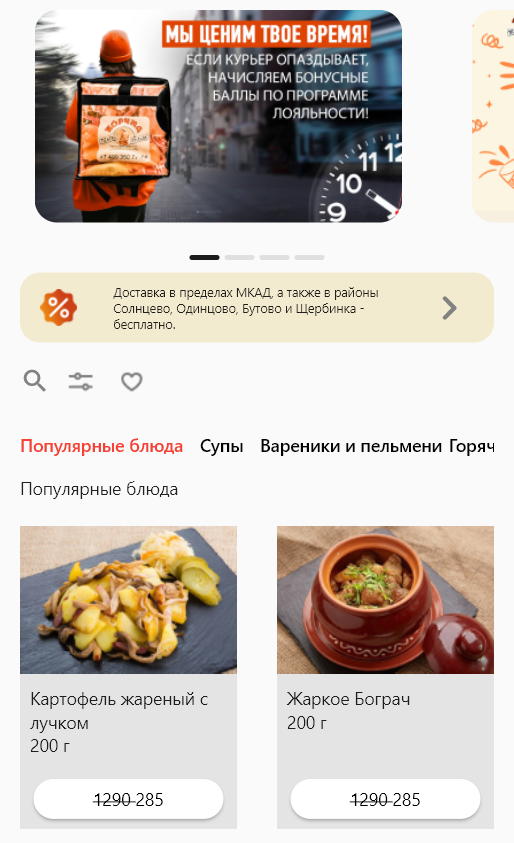 МЫ ЦЕНИМ ТВОЕ ВРЕМЯ!
ЕСЛИ КУРЬЕР ОПАЗДЫВАЕТ,
НАЧИСЛЯЕМ БОНУСНЫЕ
БАЛЛЫ ПО ПРОГРАММЕ
ЛОЯЛЬНОСТИ!
11
12
10
9
Доставка в пределах МКАД, а также в районы
Солнцево, Одинцово, Бутово и Щербинка -
бесплатно.
Популярные блюда Супы Вареники и пельмени Горяч
Популярные блюда
Картофель жареный с
лучком
200 г
1290 285
Жаркое Бограч
200 г
1290 285